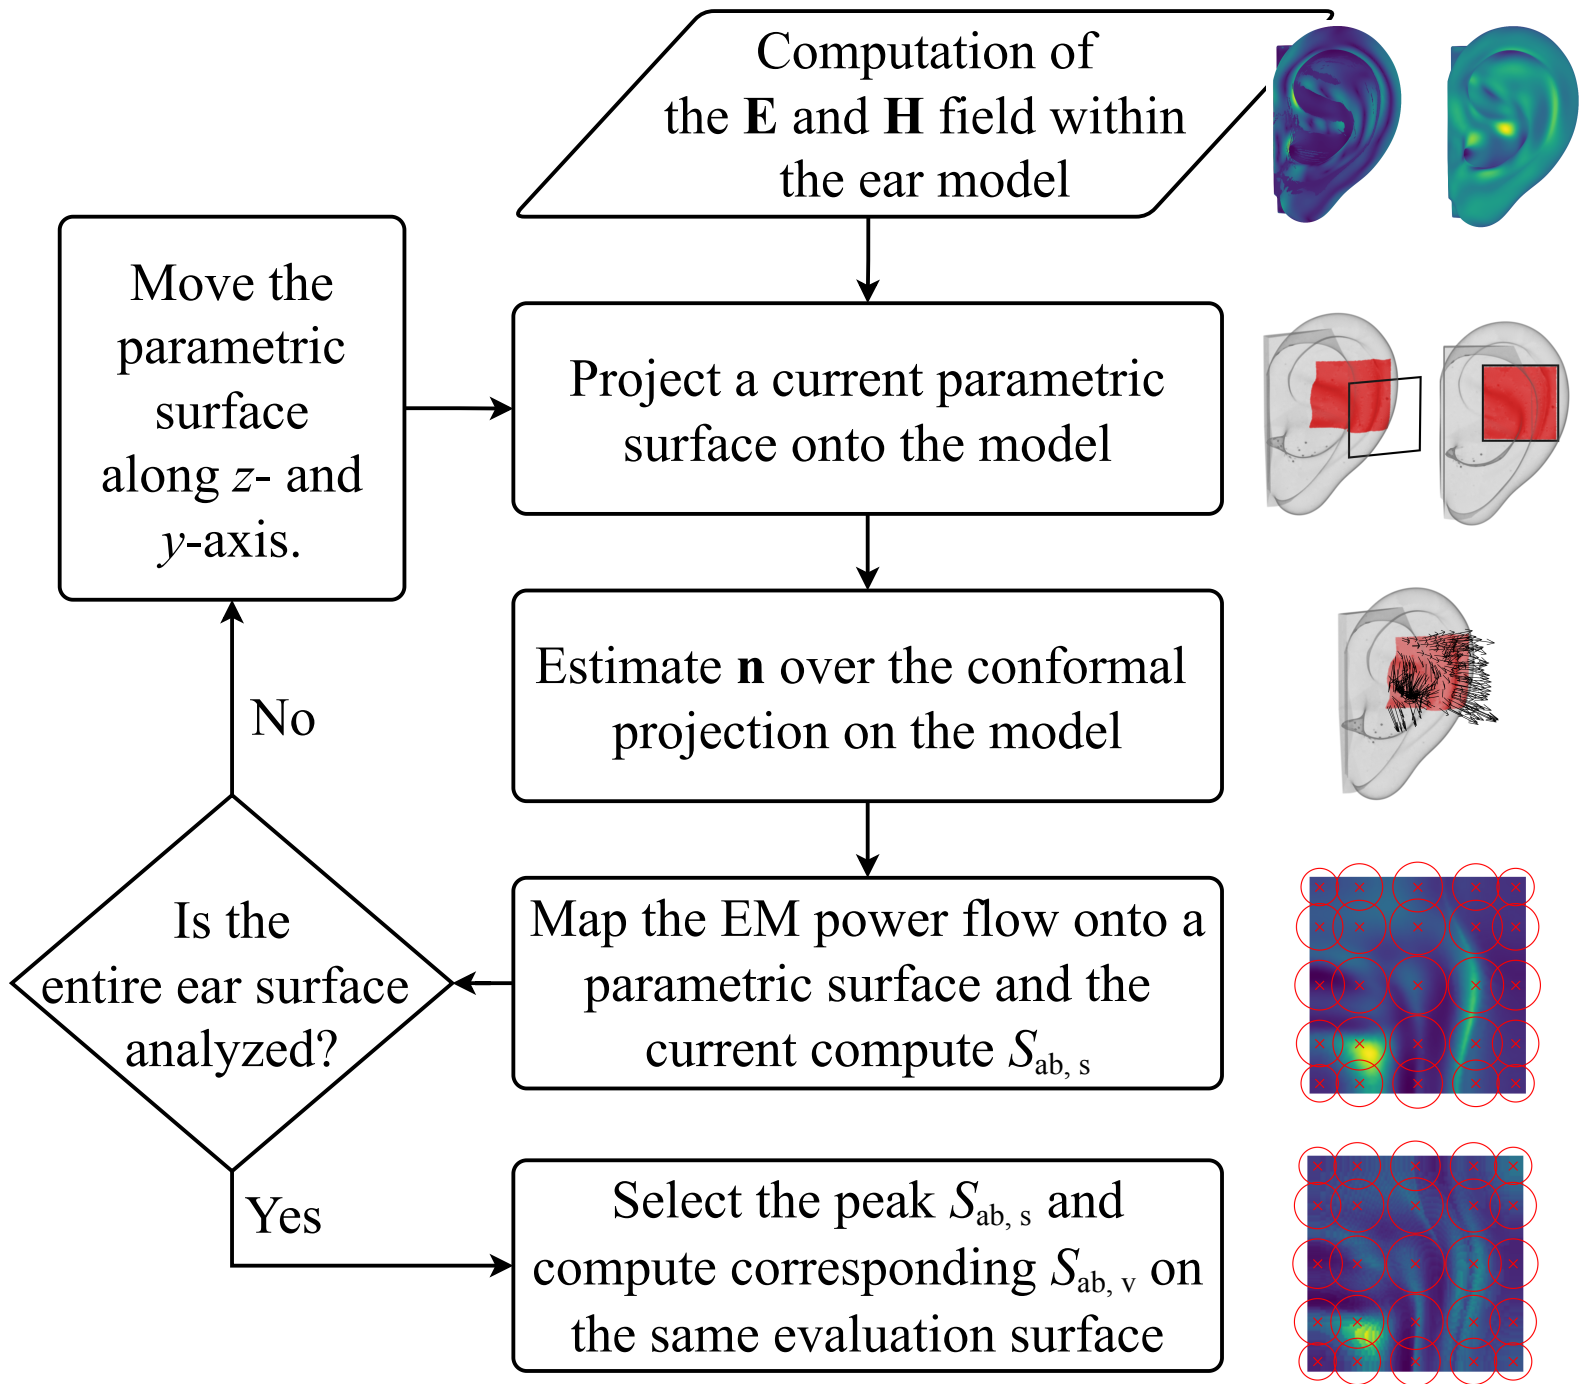 Computation of
the E and H field within
the ear model
Move the
parametric
surface
along z- and
y-axis.
Project a current parametric
surface onto the model
Estimate n over the conformal
projection on the model
No
Map the EM power flow onto a
parametric surface and the
current compute Sab, s
Is the
entire ear surface
analyzed?
Yes
Select the peak Sab, s and
compute corresponding Sab, v on
the same evaluation surface